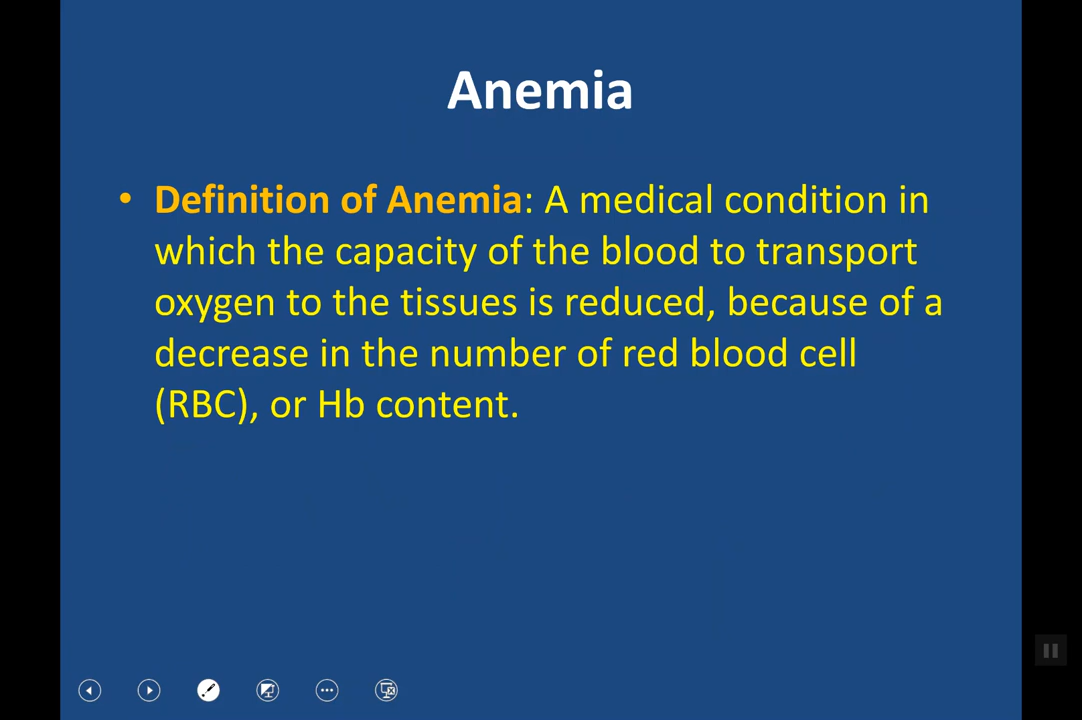 Anemia
• Definition of Anemia: A medical condition in
which the capacity of the blood to transport
oxygen to the tissues is reduced, because of a
decrease in the number of red blood cell
(RBC), or Hb content.